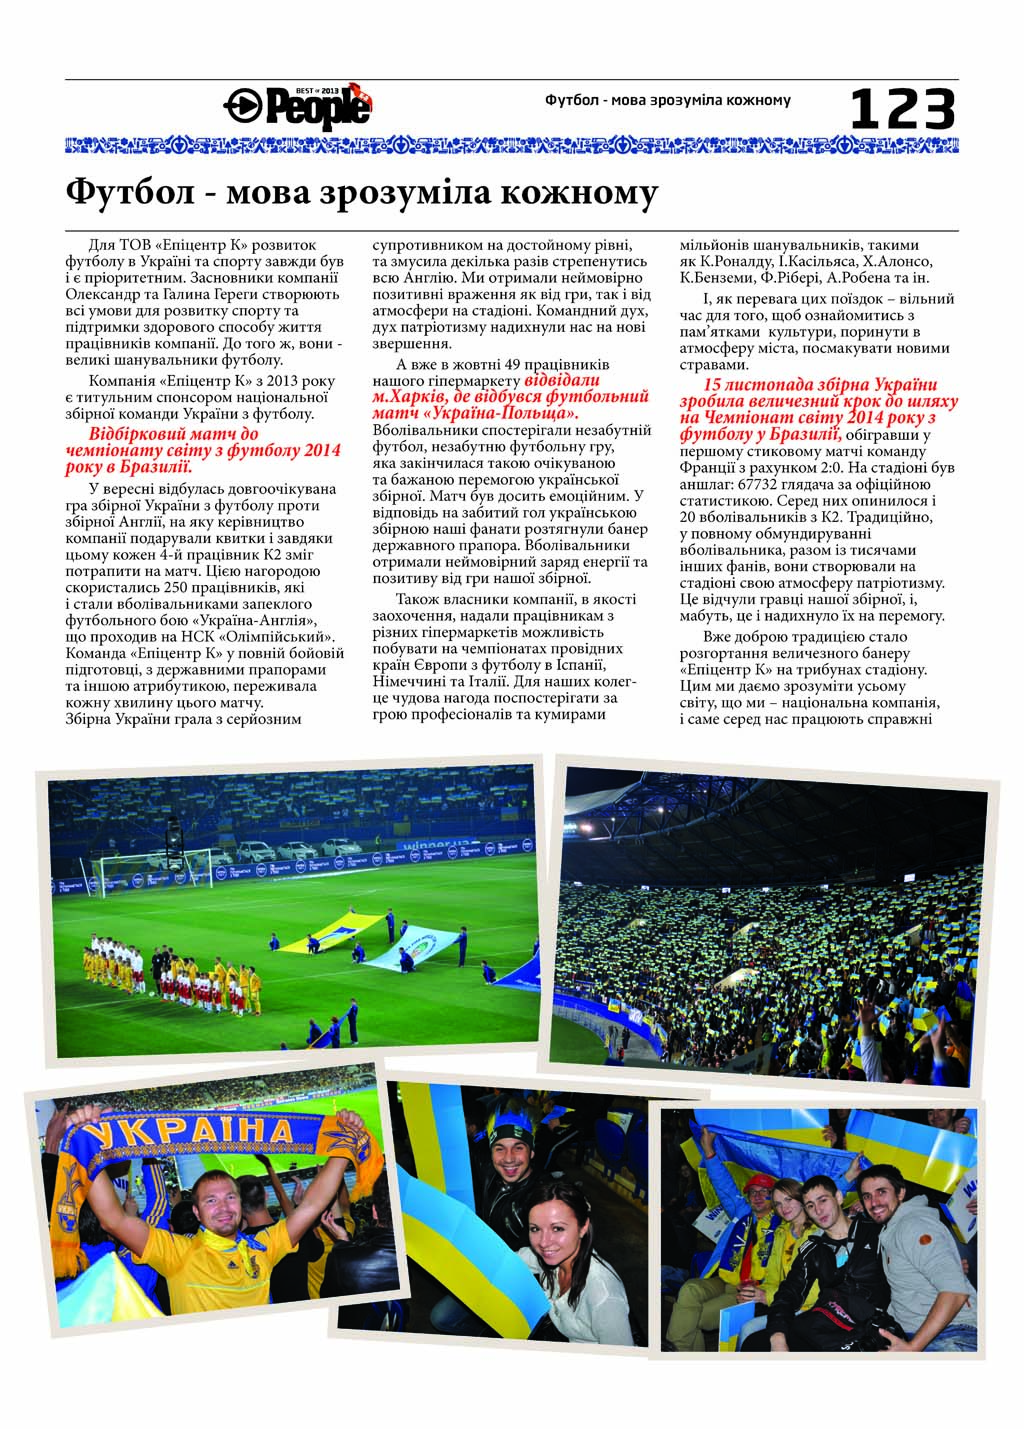 BEST OF 2013
People
Футбол - мова зрозуміла кожному
123
Футбол - мова зрозуміла кожному
Для ТОВ «Епіцентр К» розвиток
футболу в Україні та спорту завжди був
і є пріоритетним. Засновники компанії
Олександр та Галина Гереги створюють
всі умови для розвитку спорту та
підтримки здорового способу життя
працівників компанії. До того ж, вони -
великі шанувальники футболу.
Компанія «Епіцентр К» з 2013 року
є титульним спонсором національної
збірної команди України з футболу.
Відбірковий матч до
чемпіонату світу з футболу 2014
року в Бразилії.
У вересні відбулась довгоочікувана
гра збірної України з футболу проти
збірної Англії, на яку керівництво
компанії подарували квитки і завдяки
цьому кожен 4-й працівник К2 зміг
потрапити на матч. Цією нагородою
скористались 250 працівників, які
і стали вболівальниками запеклого
футбольного бою «Україна-Англія»,
що проходив на НСК «Олімпійський».
Команда «Епіцентр К» у повній бойовій
підготовці, з державними прапорами
та іншою атрибутикою, переживала
кожну хвилину цього матчу.
Збірна України грала з серйозним
супротивником на достойному рівні,
та змусила декілька разів стрепенутись
всю Англію. Ми отримали неймовірно
позитивні враження як від гри, так і від
атмосфери на стадіоні. Командний дух,
дух патріотизму надихнули нас на нові
звершення.
А вже в жовтні 49 працівників
нашого гіпермаркету відвідали
м.Харків, де відбувся футбольний
матч «Україна-Польща».
Вболівальники спостерігали незабутній
футбол, незабутню футбольну гру,
яка закінчилася такою очікуваною
та бажаною перемогою української
збірної. Матч був досить емоційним. У
відповідь на забитий гол українською
збірною наші фанати розтягнули банер
державного прапора. Вболівальники
отримали неймовірний заряд енергії та
позитиву від гри нашої збірної.
Також власники компанії, в якості
заохочення, надали працівникам з
різних гіпермаркетів можливість
побувати на чемпіонатах провідних
країн Європи з футболу в Іспанії,
Німеччині та Італії. Для наших колег-
це чудова нагода поспостерігати за
грою професіоналів та кумирами
мільйонів шанувальників, такими
як К.Роналду, І.Касільяса, Х.Алонсо,
К.Бенземи, Ф.Рібері, А.Робена та ін.
І, як перевага цих поїздок – вільний
час для того, щоб ознайомитись з
пам’ятками культури, поринути в
атмосферу міста, посмакувати новими
стравами.
15 листопада збірна України
зробила величезний крок до шляху
на Чемпіонат світу 2014 року з
футболу у Бразилії, обігравши у
першому стиковому матчі команду
Франції з рахунком 2:0. На стадіоні був
аншлаг: 67732 глядача за офіційною
статистикою. Серед них опинилося і
20 вболівальників з К2. Традиційно,
у повному обмундируванні
вболівальника, разом із тисячами
інших фанів, вони створювали на
стадіоні свою атмосферу патріотизму.
Це відчули гравці нашої збірної, і,
мабуть, це і надихнуло їх на перемогу.
Вже доброю традицією стало
розгортання величезного банеру
«Епіцентр К» на трибунах стадіону.
Цим ми даємо зрозуміти усьому
світу, що ми – національна компанія,
і саме серед нас працюють справжні
winner.ua
УКРАЇНА